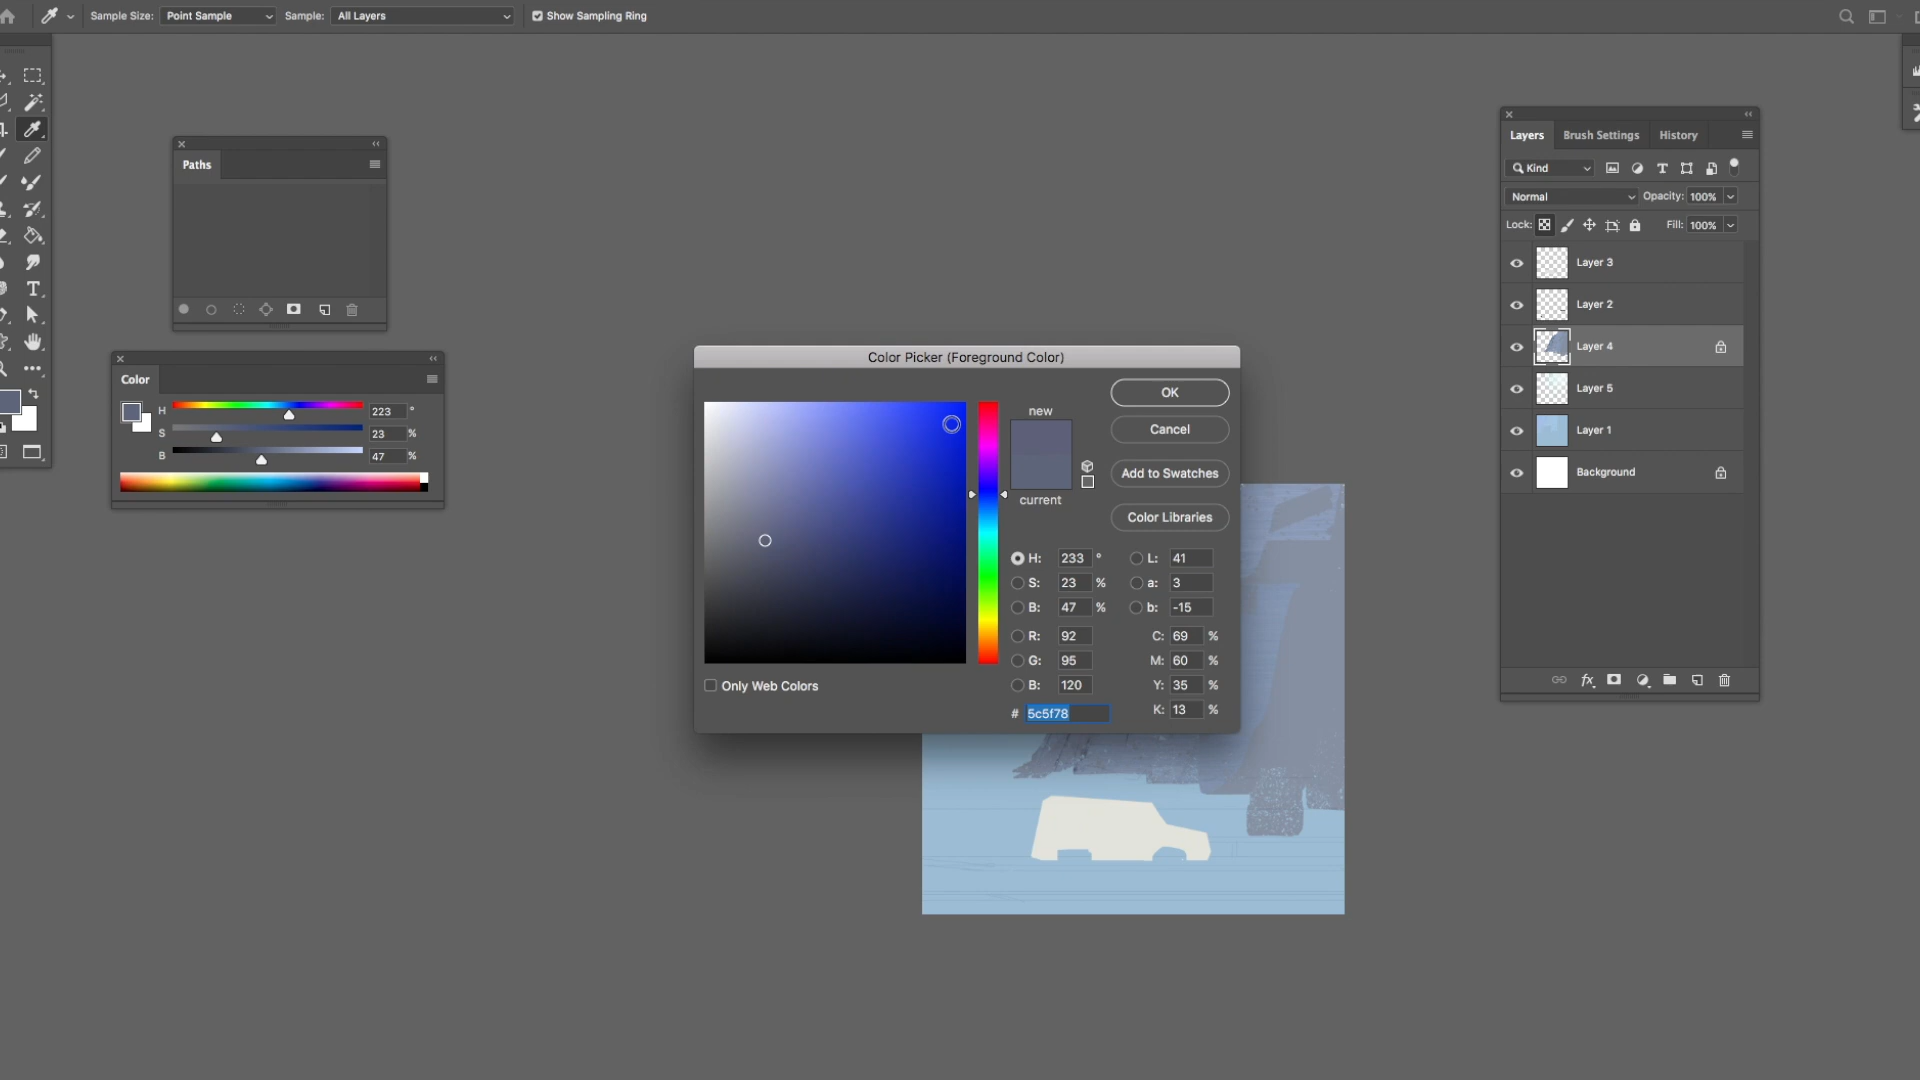 Sample Size: Point Sample Sample: All Layers Show Sampling Ring
Paths
Color
H 223 °
S 23 %
B 47 %
Color Picker (Foreground Color)
new
current
OK
Cancel
Add to Swatches
Color Libraries
H: 233 ° L: 41
S: 23 % a: 3
B: 47 % b: -15
R: 92 C: 69 %
G: 95 M: 60 %
B: 120 Y: 35 %
# 5c5f78 K: 13 %
Only Web Colors
Layers Brush Settings History
Kind
Normal Opacity: 100%
Lock: Fill: 100%
Layer 3
Layer 2
Layer 4
Layer 5
Layer 1
Background
fx